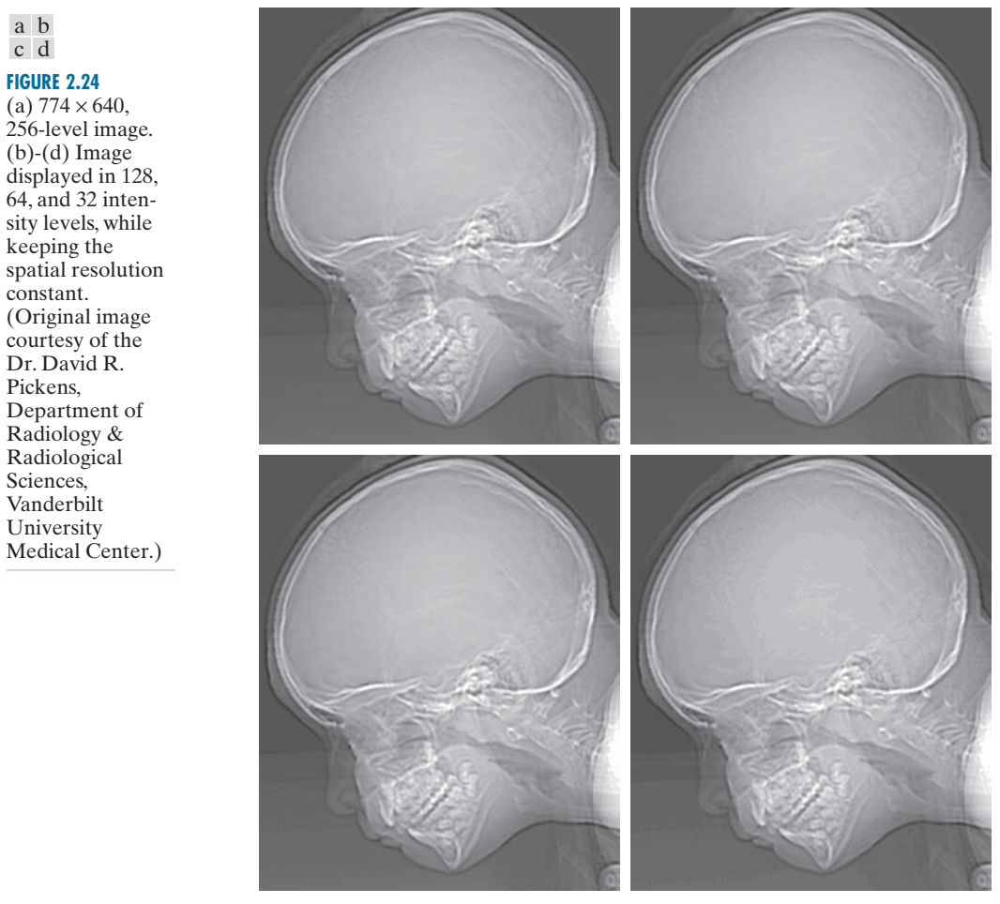 a b
c d
FIGURE 2.24
(a) 774 × 640,
256-level image.
(b)-(d) Image
displayed in 128,
64, and 32 inten-
sity levels, while
keeping the
spatial resolution
constant.
(Original image
courtesy of the
Dr. David R.
Pickens,
Department of
Radiology &
Radiological
Sciences,
Vanderbilt
University
Medical Center.)